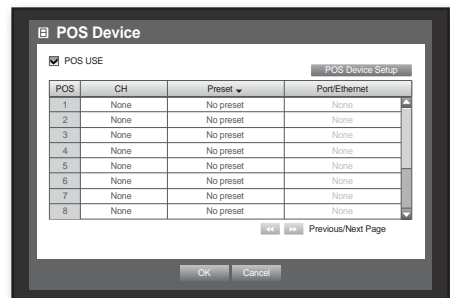 POS Device
POS USE
POS Device Setup
POS CH Preset Port/Ethernet
1 None No preset None
2 None No preset None
3 None No preset None
4 None No preset None
5 None No preset None
6 None No preset None
7 None No preset None
8 None No preset None
Previous/Next Page
OK Cancel